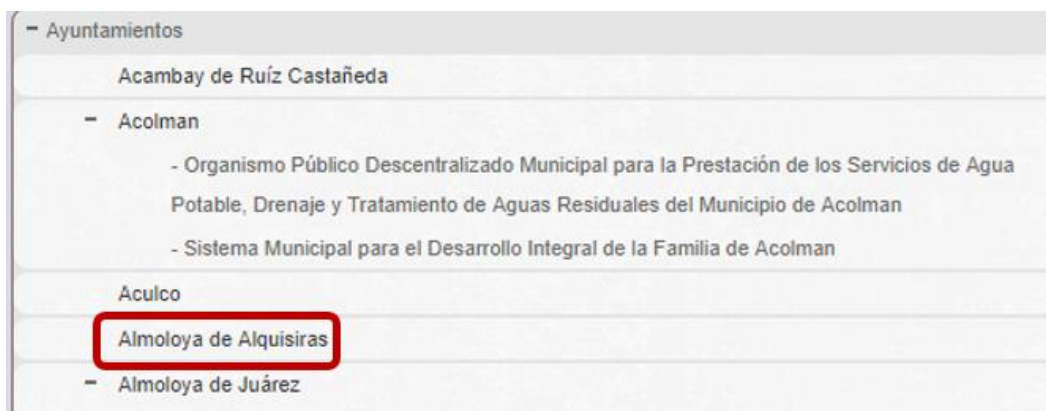 - Ayuntamientos
Acambay de Ruíz Castañeda
- Acolman
- Organismo Público Descentralizado Municipal para la Prestación de los Servicios de Agua
Potable, Drenaje y Tratamiento de Aguas Residuales del Municipio de Acolman
- Sistema Municipal para el Desarrollo Integral de la Familia de Acolman
Aculco
Almoloya de Alquisiras
- Almoloya de Juárez